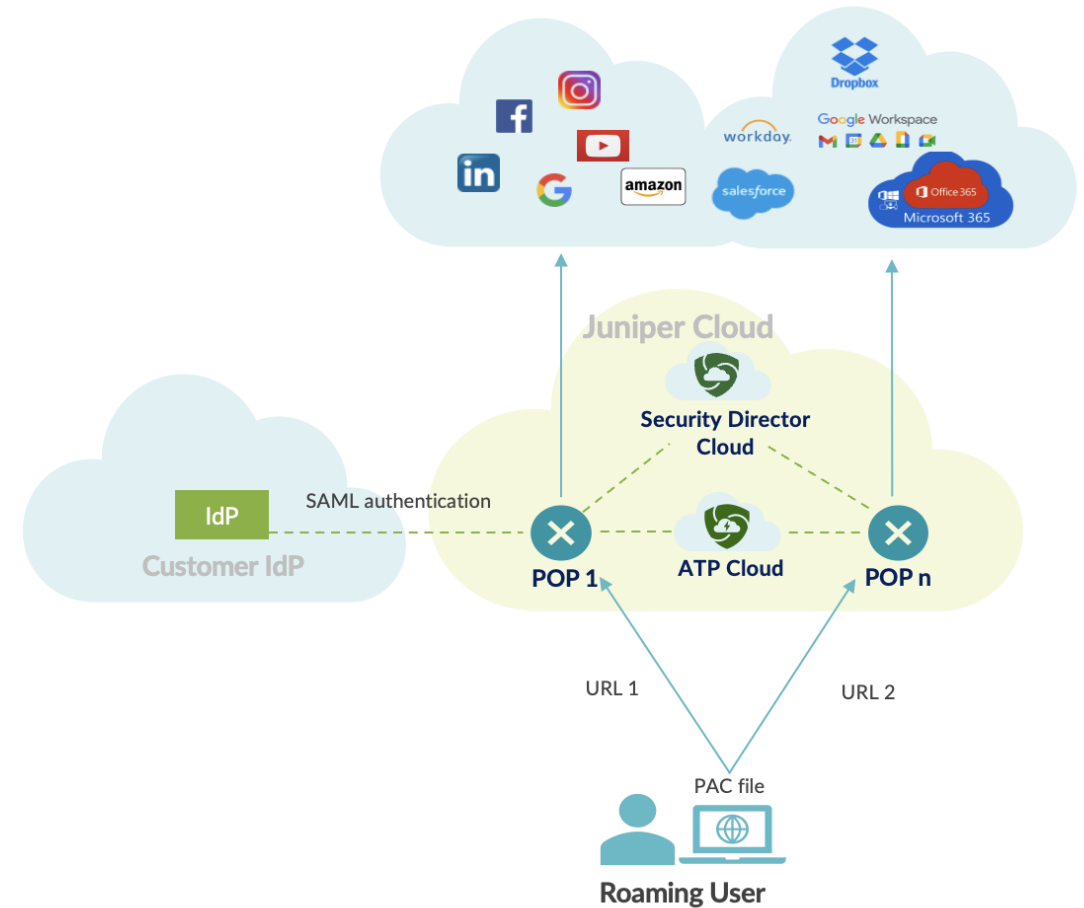 Dropbox
Google Workspace
workday.
in
amazon
salesforce
Office 365
Microsoft 365
Juniper Cloud
Security Director
Cloud
SAML authentication
IdP
Customer IdP
POP 1
ATP Cloud
POP n
URL 1
URL 2
PAC file
Roaming User